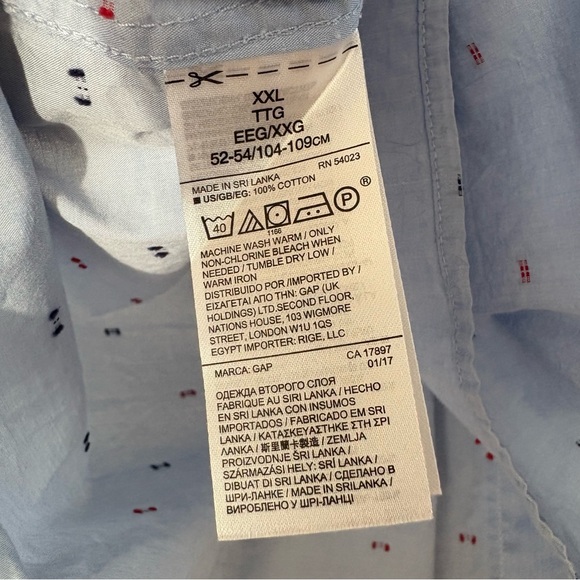 XXL
TTG
EEG/XXG
52-54/104-109CM
RN 54023
MADE IN SRI LANKA
■ US/GB/EG: 100% COTTON
40 1166 P ®
MACHINE WASH WARM / ONLY
NON-CHLORINE BLEACH WHEN
NEEDED / TUMBLE DRY LOW /
WARM IRON
DISTRIBUIDO POR /IMPORTED BY /
ΕΙΣΑΓΕΤΑΙ ΑΠΟ ΤΗΝ: GAP (UK
HOLDINGS) LTD.SECOND FLOOR,
NATIONS HOUSE, 103 WIGMORE
STREET, LONDON W1U 1QS
EGYPT IMPORTER: RIGE, LLC
MARCA: GAP
CA 17897
01/17
ОДЕЖДА ВТОРОГО СЛОЯ
FABRIQUE AU SIRI LANKA / HECHO
EN SRI LANKA CON INSUMOS
IMPORTADOS / FABRICADO EM SRI
ЛАНКА / ΚΑΤΑΣΚΕΥΑΣΤΗΚΕ ΣΤΗ ΣΡΙ
ΛΑΝΚΑ / 斯里蘭卡製造 / ZEMLJA
PROIZVODNJE ŠRI LANKA /
SZÁRMAZÁSI HELY: SRÍ LANKA /
DIBUAT DI SRI LANKA / СДЕЛАНО В
ШРИ-ЛАНКЕ / MADE IN SRILANKA /
ВИРОБЛЕНО У ШРІ-ЛАНЦІ